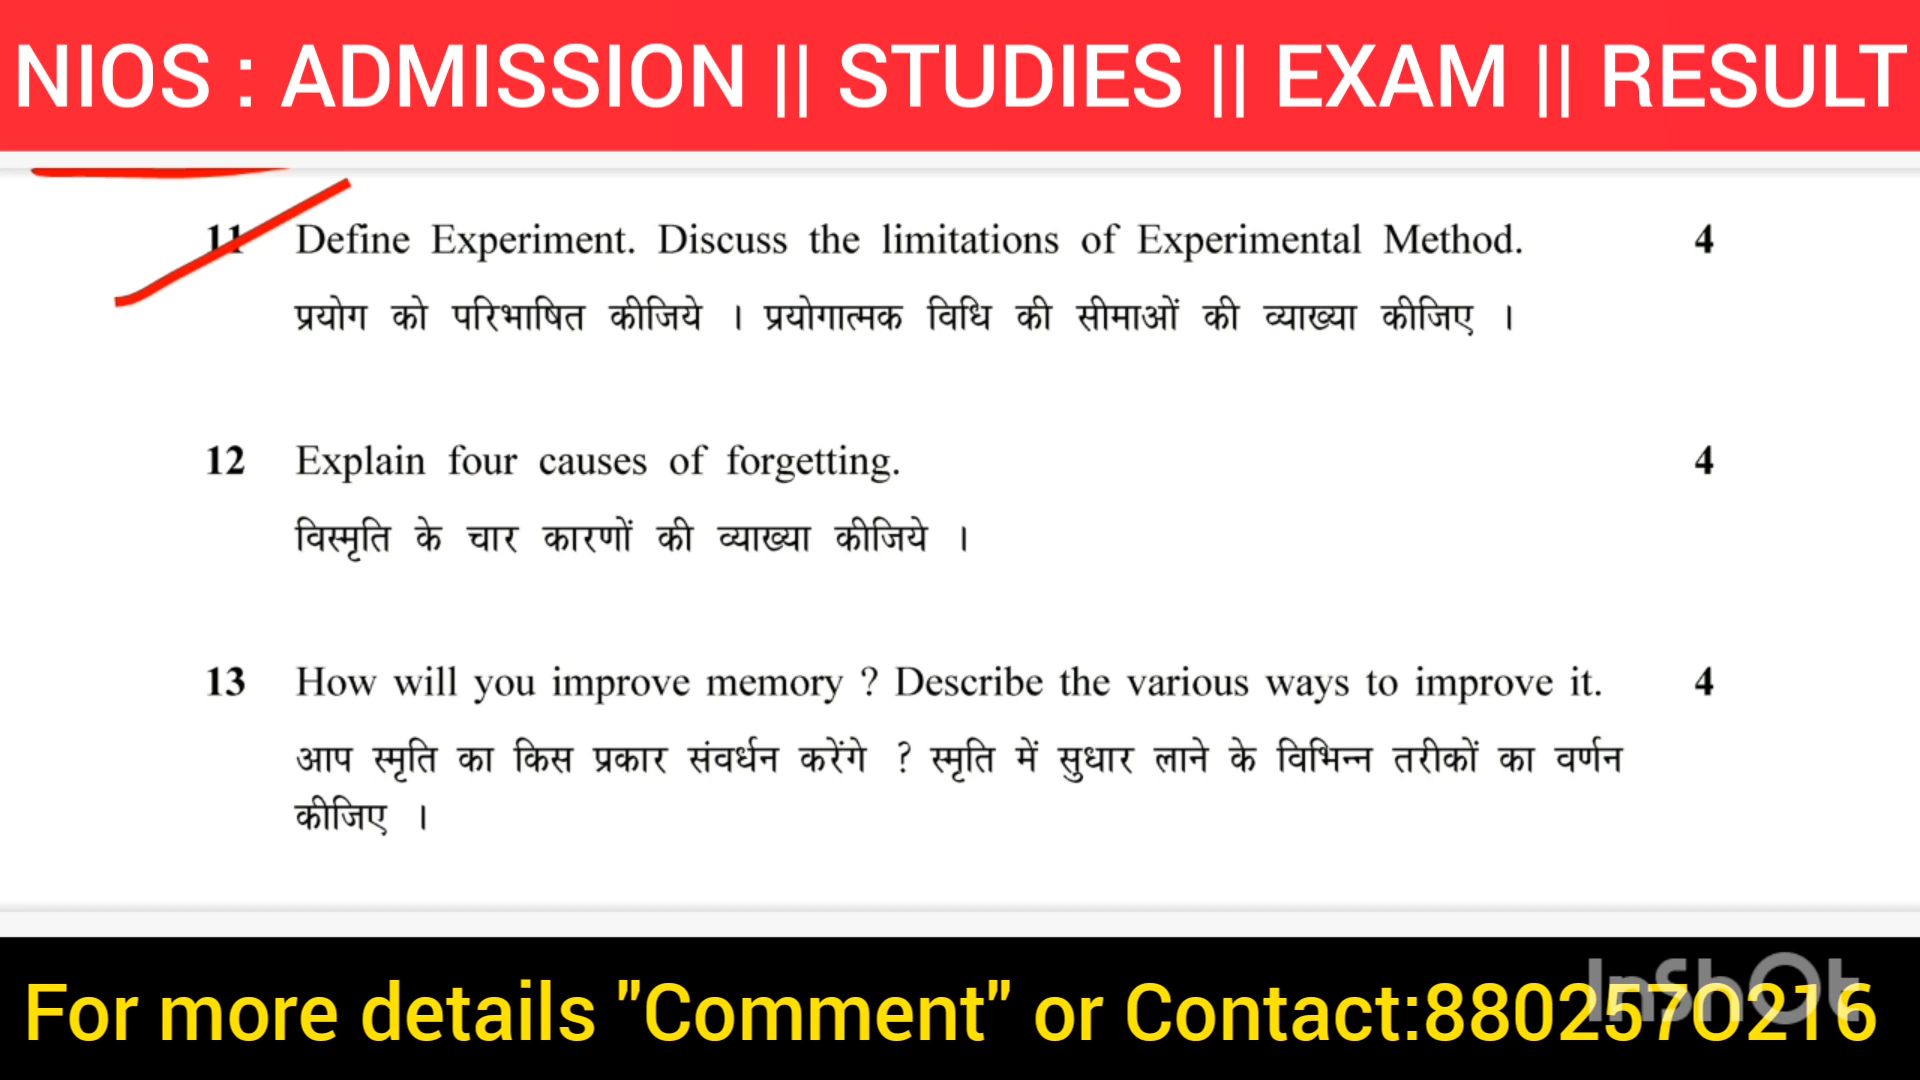 NIOS : ADMISSION || STUDIES || EXAM || RESULT
11 Define Experiment. Discuss the limitations of Experimental Method. 4
प्रयोग को परिभाषित कीजिये । प्रयोगात्मक विधि की सीमाओं की व्याख्या कीजिए ।
12 Explain four causes of forgetting. 4
विस्मृति के चार कारणों की व्याख्या कीजिये ।
13 How will you improve memory ? Describe the various ways to improve it. 4
आप स्मृति का किस प्रकार संवर्धन करेंगे ? स्मृति में सुधार लाने के विभिन्न तरीकों का वर्णन
कीजिए ।
InShOt
For more details "Comment" or Contact:880257O216